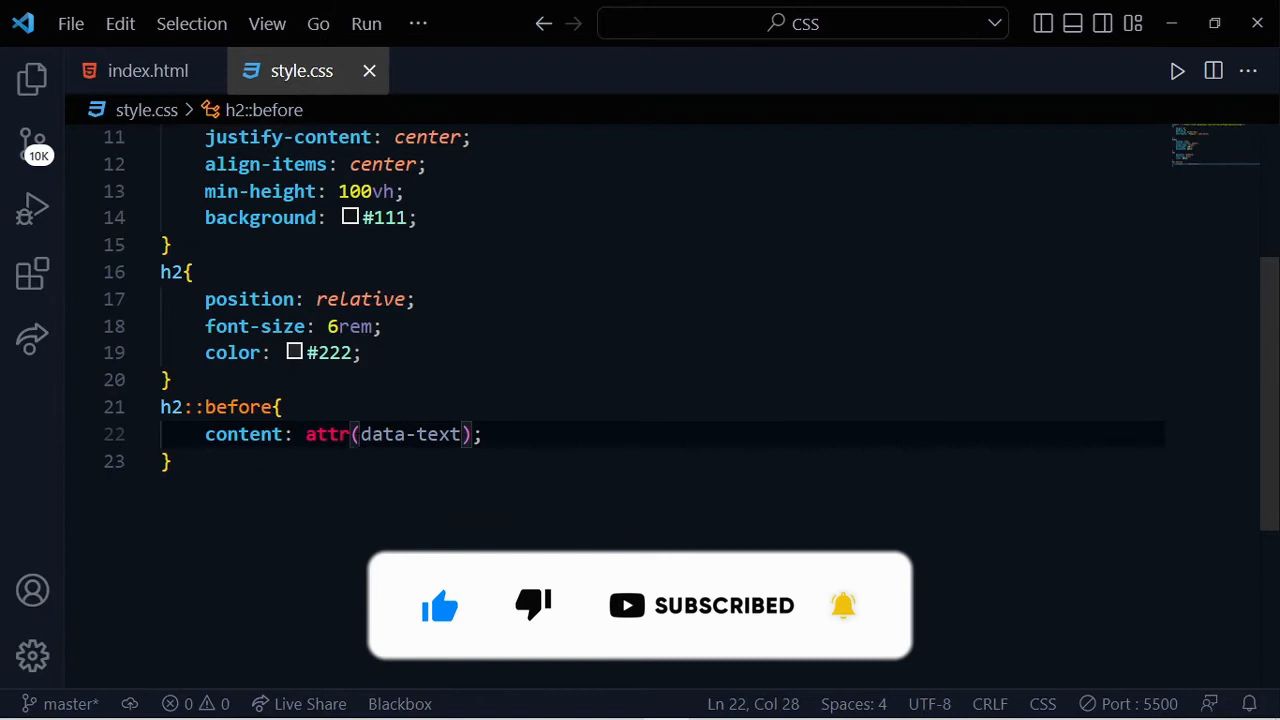 File Edit Selection View Go Run ··· css
index.html style.css
style.css > h2::before
10K
11 justify-content: center;
12 align-items: center;
13 min-height: 100vh;
14 background: #111;
15 }
16 h2{
17 position: relative;
18 font-size: 6rem;
19 color: #222;
20 }
21 h2::before{
22 content: attr(data-text);
23 }
SUBSCRIBED
master* 0 0 Live Share Blackbox Ln 22, Col 28 Spaces: 4 UTF-8 CRLF CSS Port : 5500